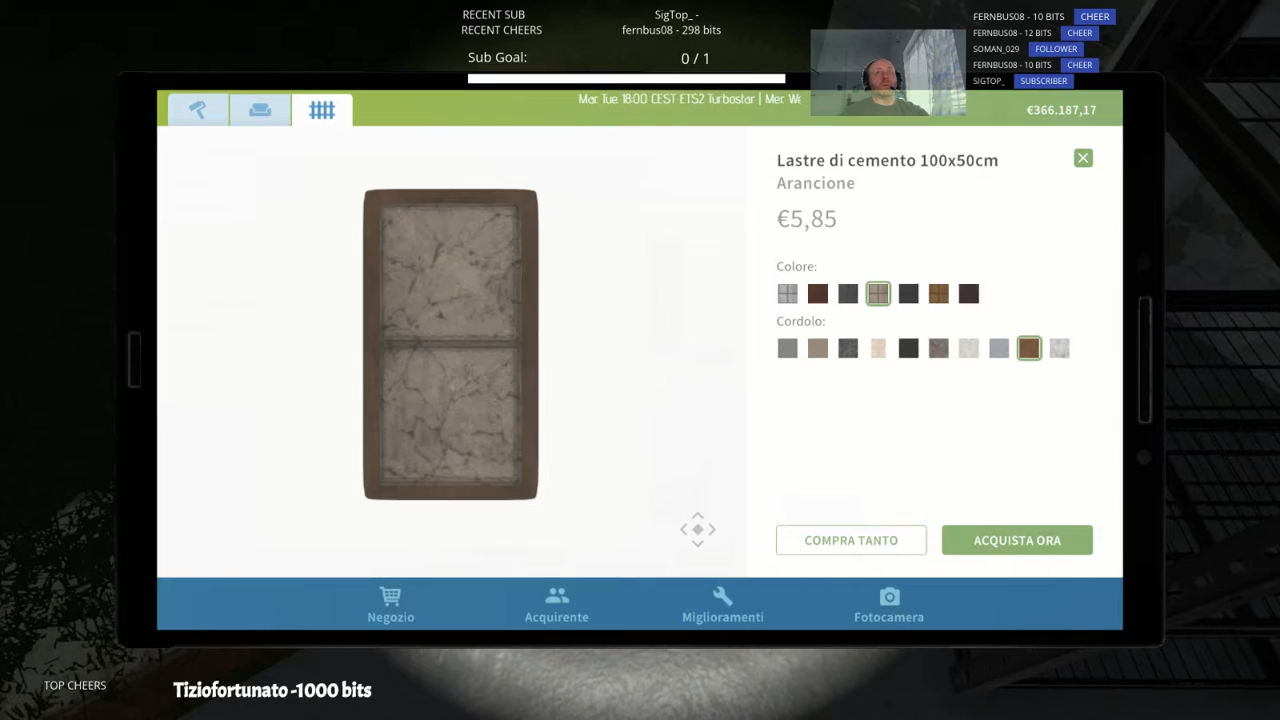 RECENT SUB
SigTop_ -
RECENT CHEERS
fernbus08 - 298 bits
Sub Goal:
0 / 1
FERNBUS08 - 10 BITS CHEER
FERNBUS08 - 12 BITS CHEER
SOMAN_029 FOLLOWER
FERNBUS08 - 10 BITS CHEER
SIGTOP_ SUBSCRIBER
Mar. Tue. 18:00 CEST ETS2 Turbostar | Mer. We
€366.187,17
Lastre di cemento 100x50cm
Arancione
€5,85
Colore:
Cordolo:
COMPRA TANTO
ACQUISTA ORA
Negozio
Acquirente
Miglioramenti
Fotocamera
TOP CHEERS
Tiziofortunato -1000 bits